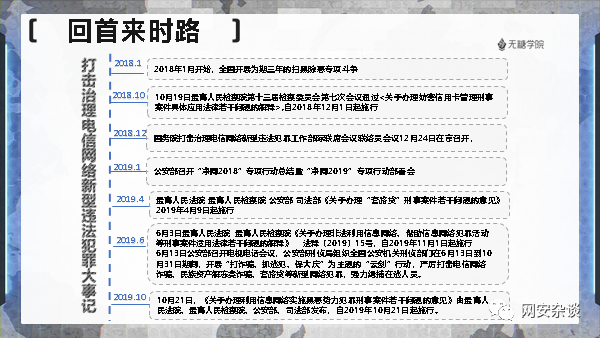 [ 回首来时路 ]
无糖学院
打击治理电信网络新型违法犯罪大事记
2018.1
2018年1月开始，全国开展为期三年的扫黑除恶专项斗争
2018.10
10月19日最高人民检察院第十三届检察委员会第七次会议通过<关于办理妨害信用卡管理刑事
案件具体应用法律若干问题的解释>,自2018年12月1日起施行
2018.12
国务院打击治理电信网络新型违法犯罪工作部际联席会议联络员会议12月24日在京召开。
2019.1
公安部召开“净网2018”专项行动总结暨“净网2019”专项行动部署会
2019.4
最高人民法院 最高人民检察院 公安部 司法部《关于办理“套路贷”刑事案件若干问题的意见》
2019年4月9日起施行
2019.6
6月3日最高人民法院 最高人民检察院《关于办理非法利用信息网络、帮助信息网络犯罪活动
等刑事案件适用法律若干问题的解释》 法释〔2019〕15号，自2019年11月1日起施行
6月13日公安部召开电视电话会议，公安部刑侦局组织全国公安机关刑侦部门在6月13日到10
月31日期间，开展“打诈骗、抓逃犯、保大庆”为主题的“云剑”行动，严厉打击电信网络
诈骗、民族资产解冻类诈骗、套路贷等新型网络犯罪，强力缉捕在逃人员。
2019.10
10月21日，《关于办理利用信息网络实施黑恶势力犯罪刑事案件若干问题的意见》由最高人
民法院、最高人民检察院、公安部、司法部发布，自2019年10月21日起施行。
网安杂谈